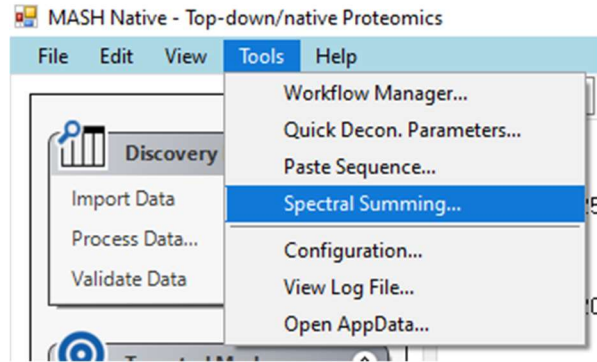 MASH Native - Top-down/native Proteomics
File Edit View Tools Help
Workflow Manager...
Quick Decon. Parameters...
Discovery
Paste Sequence...
Import Data
Spectral Summing...
Process Data...
Configuration...
Validate Data
View Log File...
Open AppData...